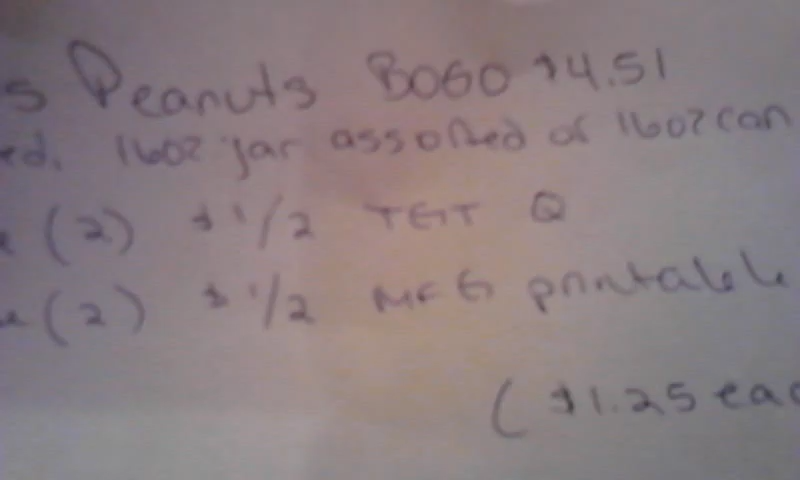 s Peanuts BOGO $4.51
ed. 16oz jar assorted or 16oz can
(2) $1/2 TGT Q
(2) $1/2 MFG printable
($1.25 eac